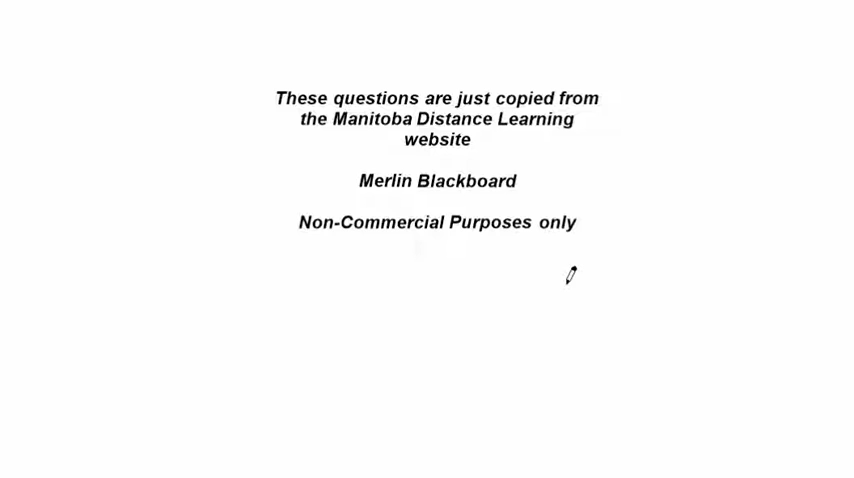 These questions are just copied from
the Manitoba Distance Learning
website
Merlin Blackboard
Non-Commercial Purposes only